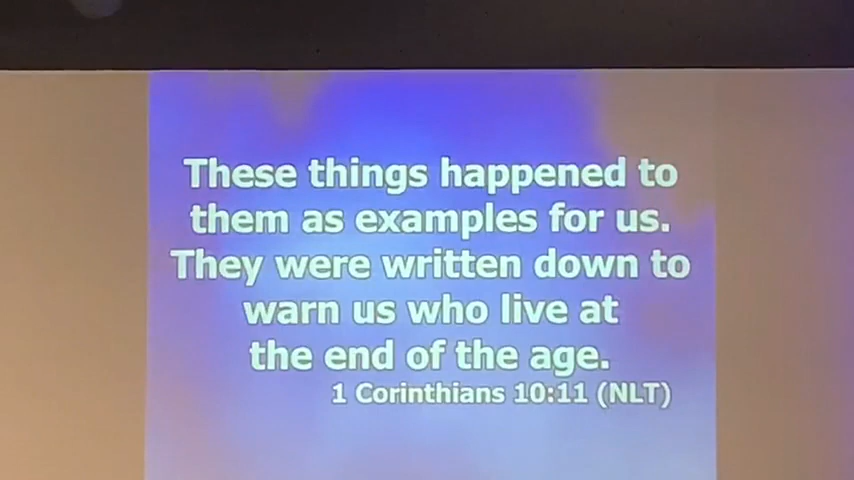 These things happened to
them as examples for us.
They were written down to
warn us who live at
the end of the age.
1 Corinthians 10:11 (NLT)